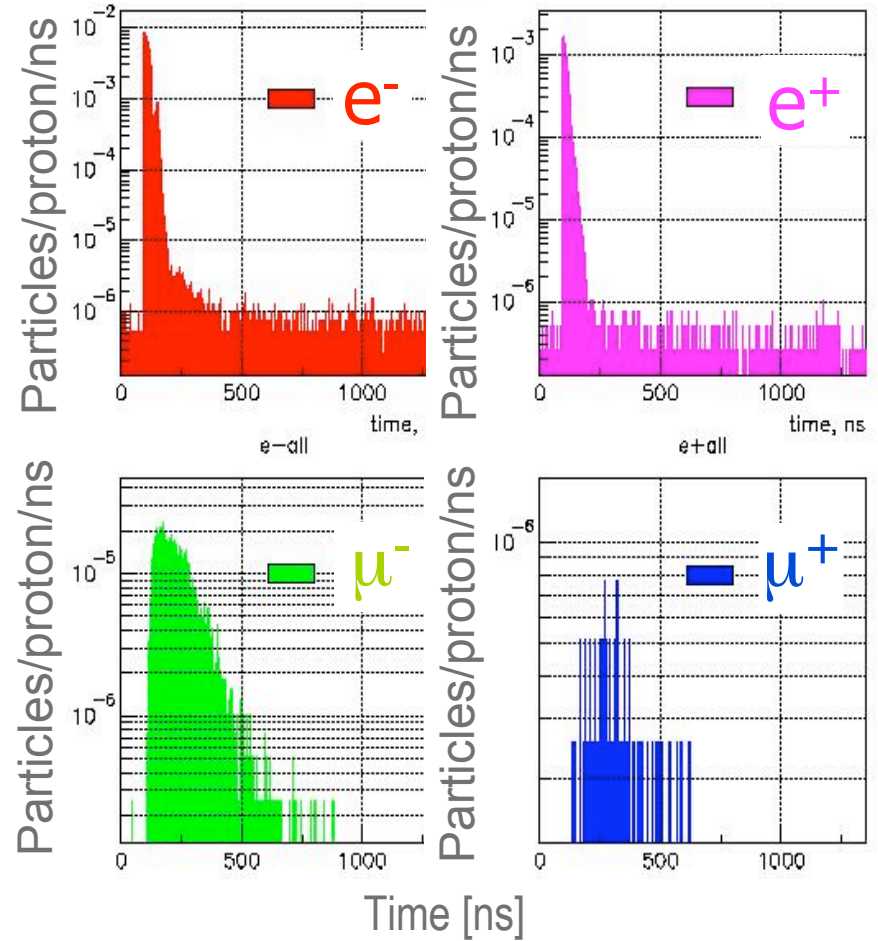 Particles/proton/ns
10⁻²
10⁻³
10⁻⁴
10⁻⁵
10⁻⁶
e⁻
0
500
1000
time,
e-all
Particles/proton/ns
10⁻³
10⁻⁴
10⁻⁵
10⁻⁶
e⁺
0
500
1000
time, ns
e+all
Particles/proton/ns
10⁻⁵
10⁻⁶
μ⁻
0
500
1000
Particles/proton/ns
10⁻⁶
μ⁺
0
500
1000
Time [ns]